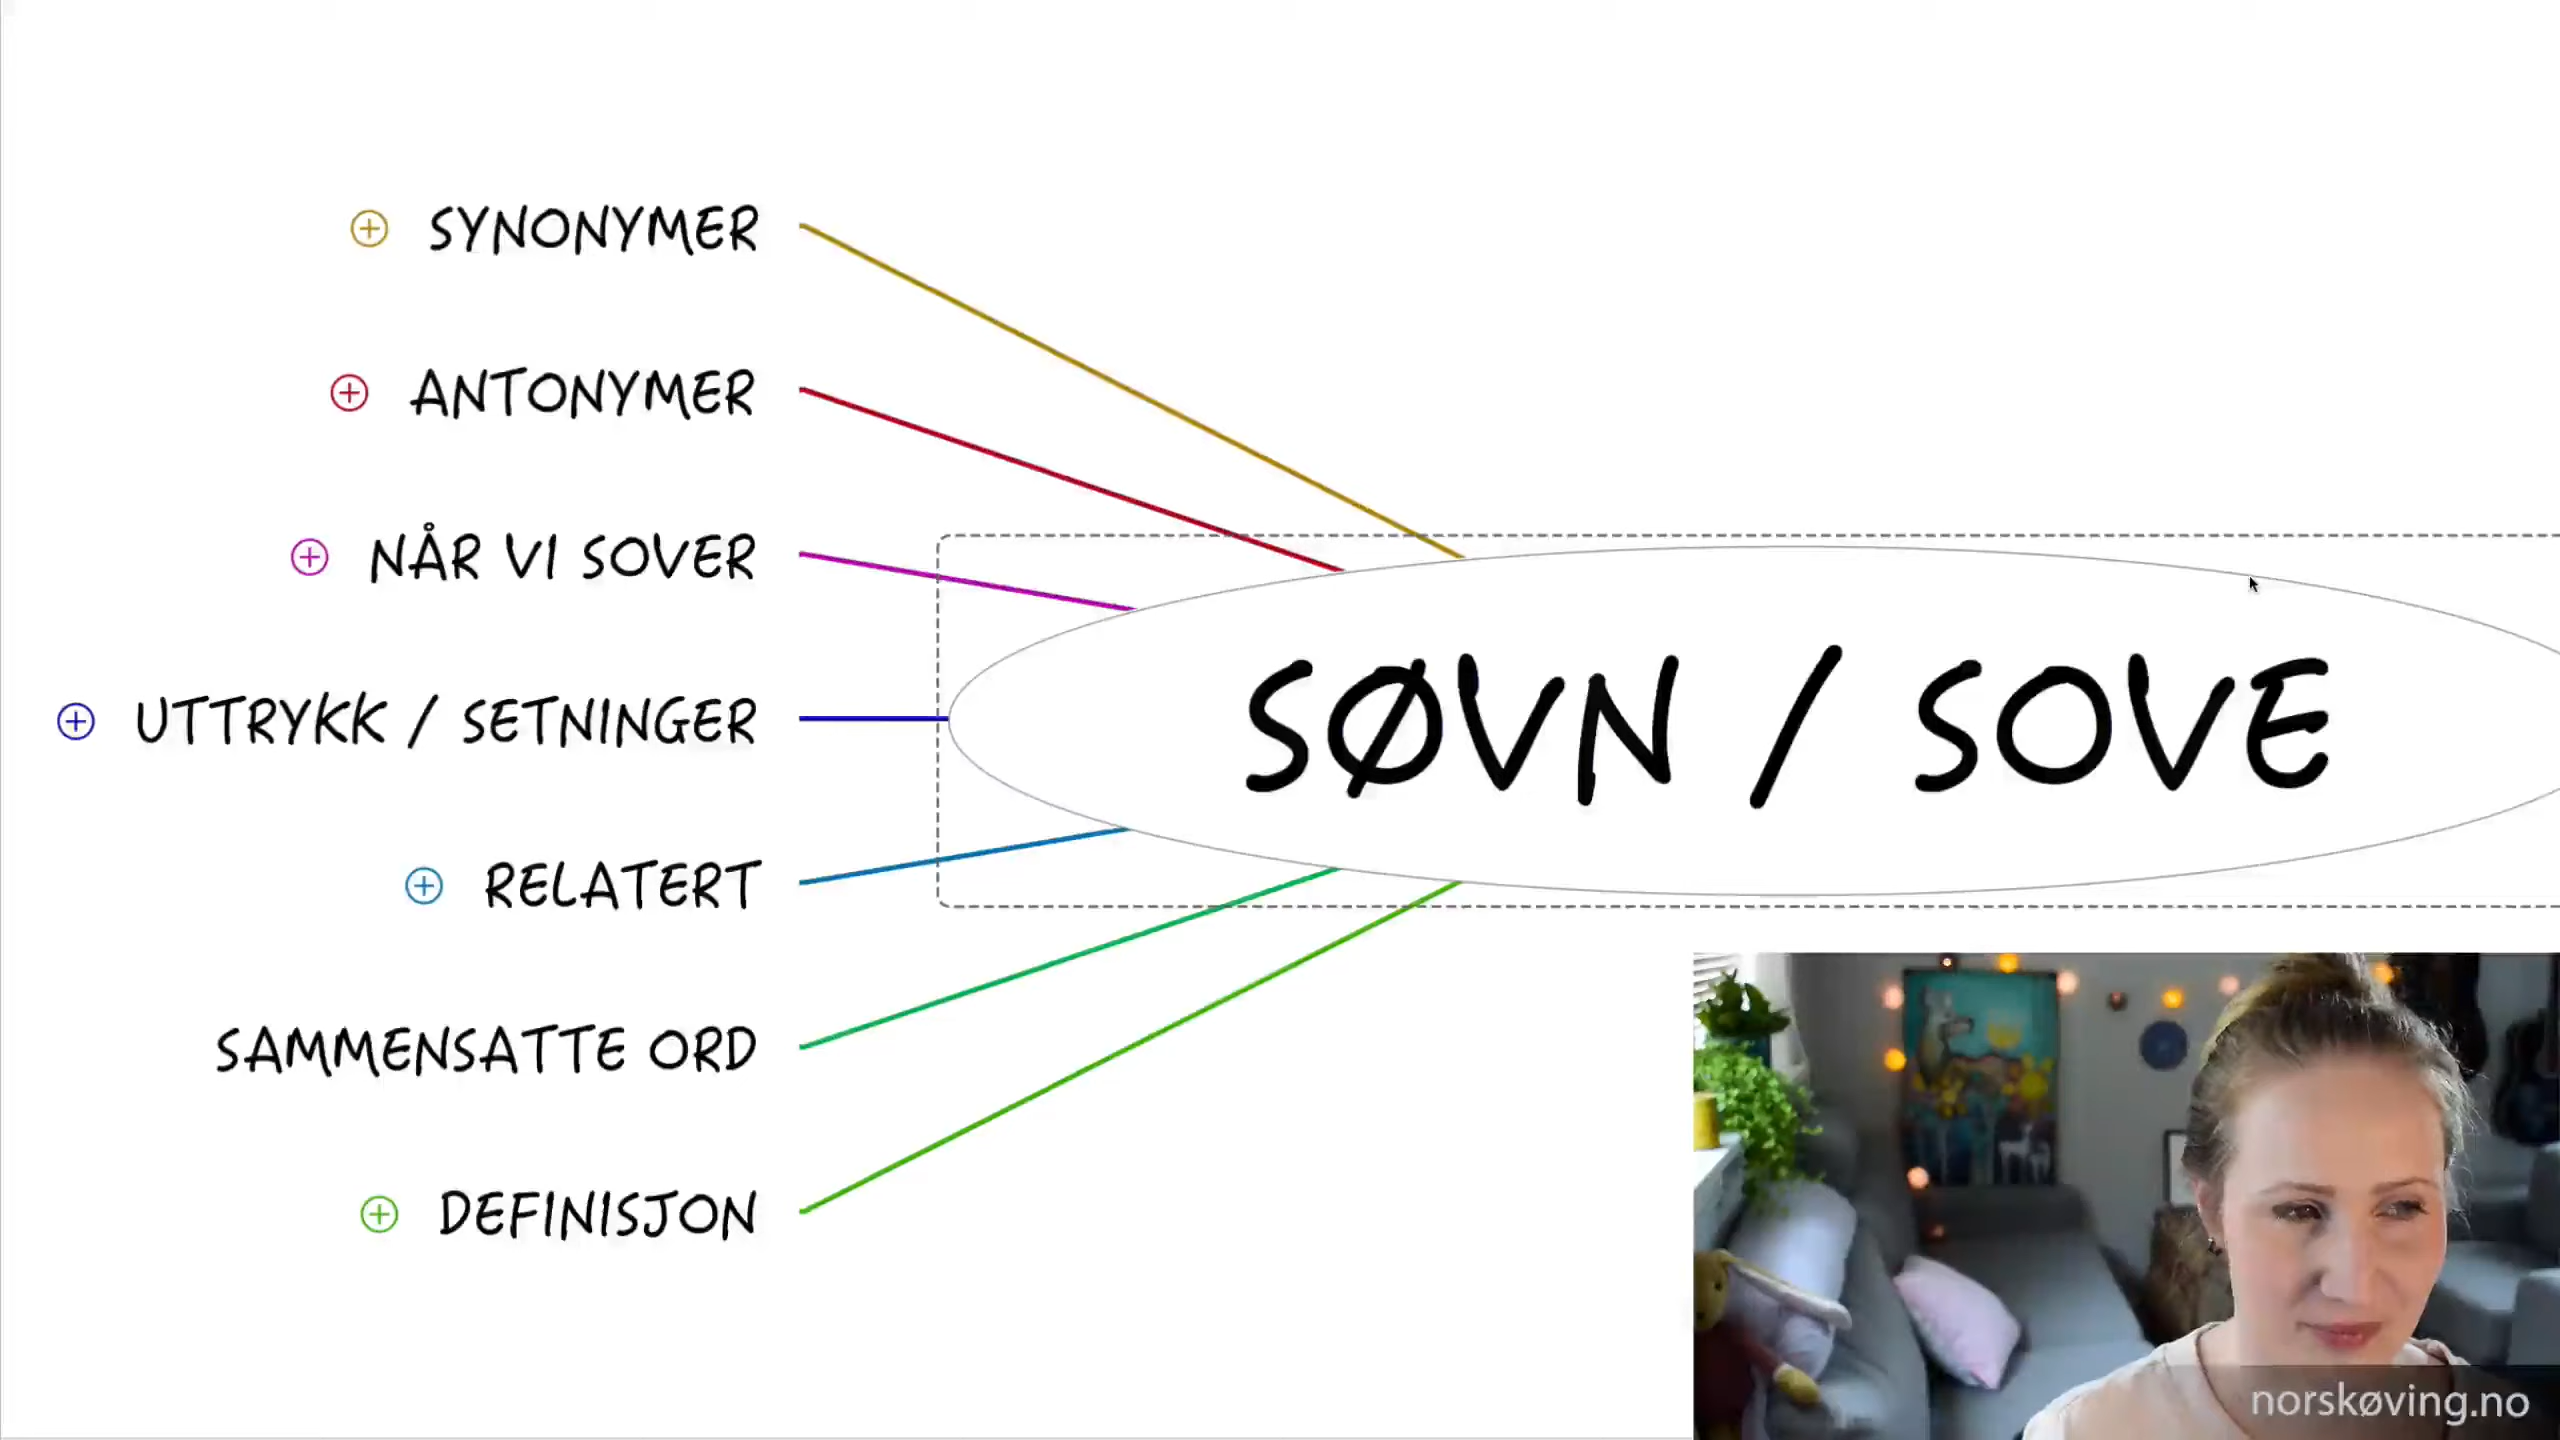 SYNONYMER
ANTONYMER
NÅR VI SOVER
UTTRYKK / SETNINGER
SØVN / SOVE
RELATERT
SAMMENSATTE ORD
DEFINISJON
norskøving.no